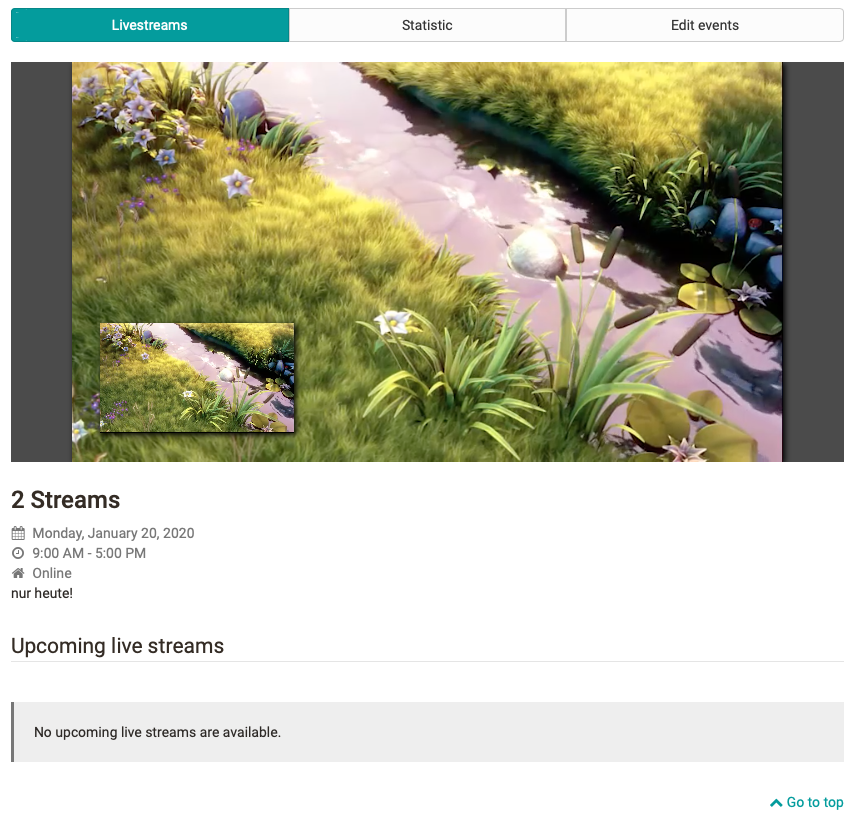 Livestreams
Statistic
Edit events
2 Streams
Monday, January 20, 2020
9:00 AM - 5:00 PM
Online
nur heute!
Upcoming live streams
No upcoming live streams are available.
Go to top